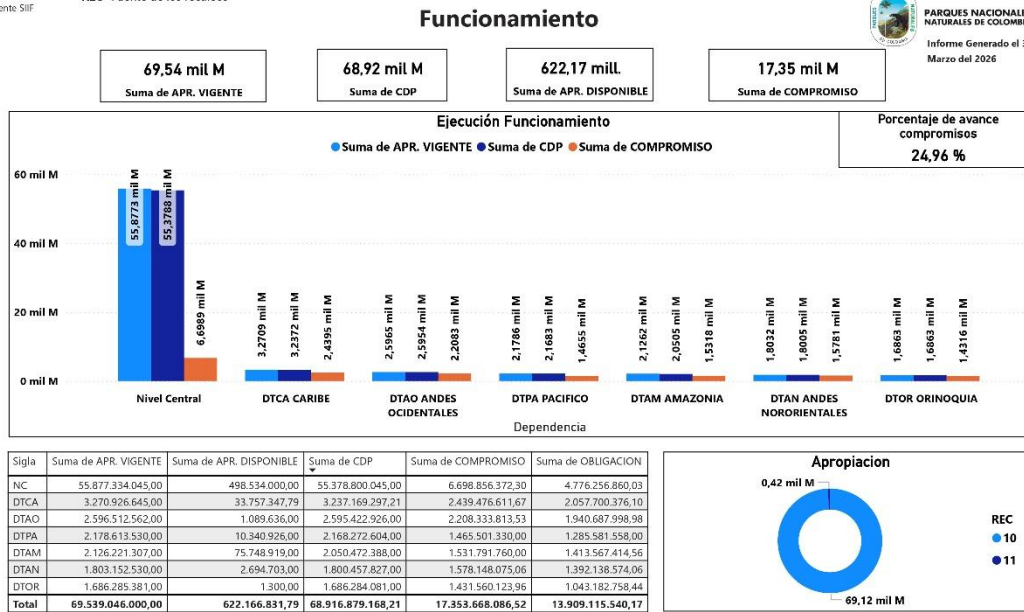 ente SIIF
Funcionamiento
PARQUES NACIONALE
NATURALES DE COLOMB
Informe Generado el 3
Marzo del 2026
69,54 mil M
Suma de APR. VIGENTE
68,92 mil M
Suma de CDP
622,17 mill.
Suma de APR. DISPONIBLE
17,35 mil M
Suma de COMPROMISO
Ejecución Funcionamiento
Suma de APR. VIGENTE Suma de CDP Suma de COMPROMISO
Porcentaje de avance
compromisos
24,96 %
60 mil M
40 mil M
20 mil M
0 mil M
55,8773 mil M
55,3788 mil M
6,6989 mil M
3,2709 mil M
3,2372 mil M
2,4395 mil M
2,5965 mil M
2,5954 mil M
2,2083 mil M
2,1786 mil M
2,1683 mil M
1,4655 mil M
2,1262 mil M
2,0505 mil M
1,5318 mil M
1,8032 mil M
1,8005 mil M
1,5781 mil M
1,6863 mil M
1,6863 mil M
1,4316 mil M
Nivel Central
DTCA CARIBE
DTAO ANDES
OCIDENTALES
DTPA PACIFICO
DTAM AMAZONIA
DTAN ANDES
NORORIENTALES
DTOR ORINOQUIA
Dependencia
Sigla Suma de APR. VIGENTE Suma de APR. DISPONIBLE Suma de CDP Suma de COMPROMISO Suma de OBLIGACION
NC 55.877.334.045,00 498.534.000,00 55.378.800.045,00 6.698.856.372,30 4.776.256.860,03
DTCA 3.270.926.645,00 33.757.347,79 3.237.169.297,21 2.439.476.611,67 2.057.700.376,10
DTAO 2.596.512.562,00 1.089.636,00 2.595.422.926,00 2.208.333.813,53 1.940.687.998,98
DTPA 2.178.613.530,00 10.340.926,00 2.168.272.604,00 1.465.501.330,00 1.285.581.558,00
DTAM 2.126.221.307,00 75.748.919,00 2.050.472.388,00 1.531.791.760,00 1.413.567.414,56
DTAN 1.803.152.530,00 2.694.703,00 1.800.457.827,00 1.578.148.075,06 1.392.138.574,06
DTOR 1.686.285.381,00 1.300,00 1.686.284.081,00 1.431.560.123,96 1.043.182.758,44
Total 69.539.046.000,00 622.166.831,79 68.916.879.168,21 17.353.668.086,52 13.909.115.540,17
Apropiacion
0,42 mil M
69,12 mil M
REC
10
11